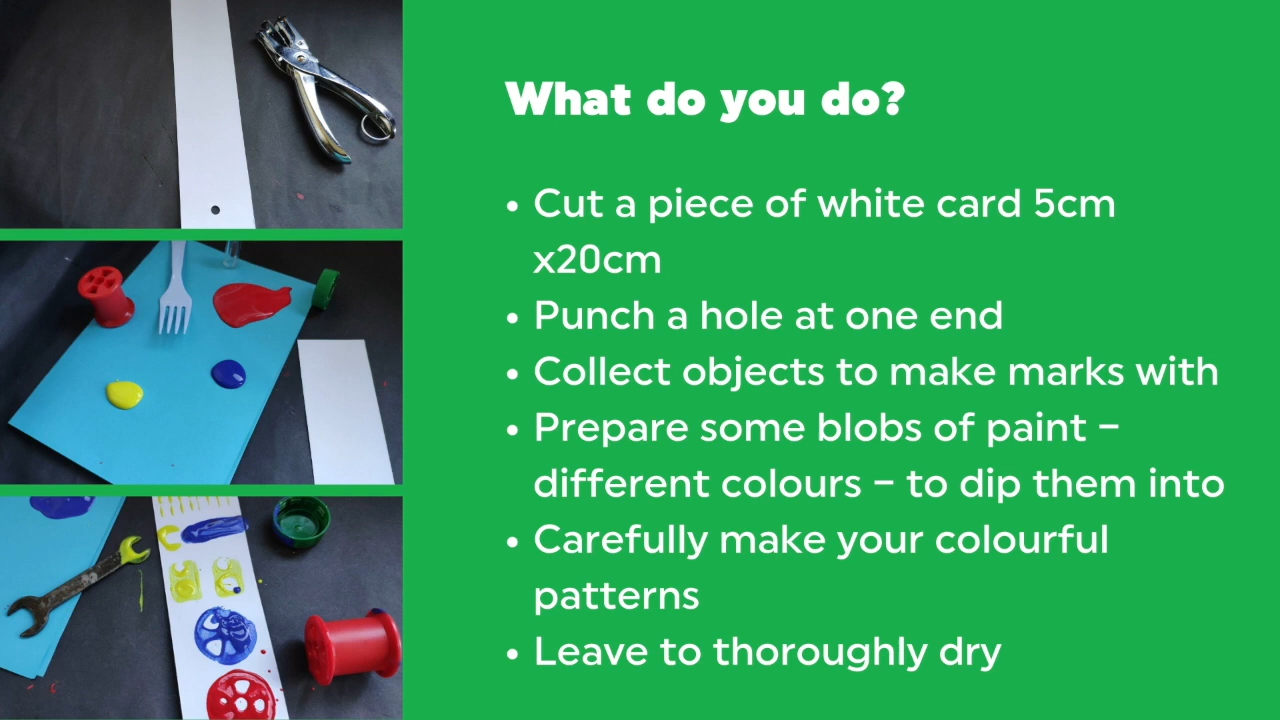 What do you do?
• Cut a piece of white card 5cm
x20cm
• Punch a hole at one end
• Collect objects to make marks with
• Prepare some blobs of paint –
different colours – to dip them into
• Carefully make your colourful
patterns
• Leave to thoroughly dry